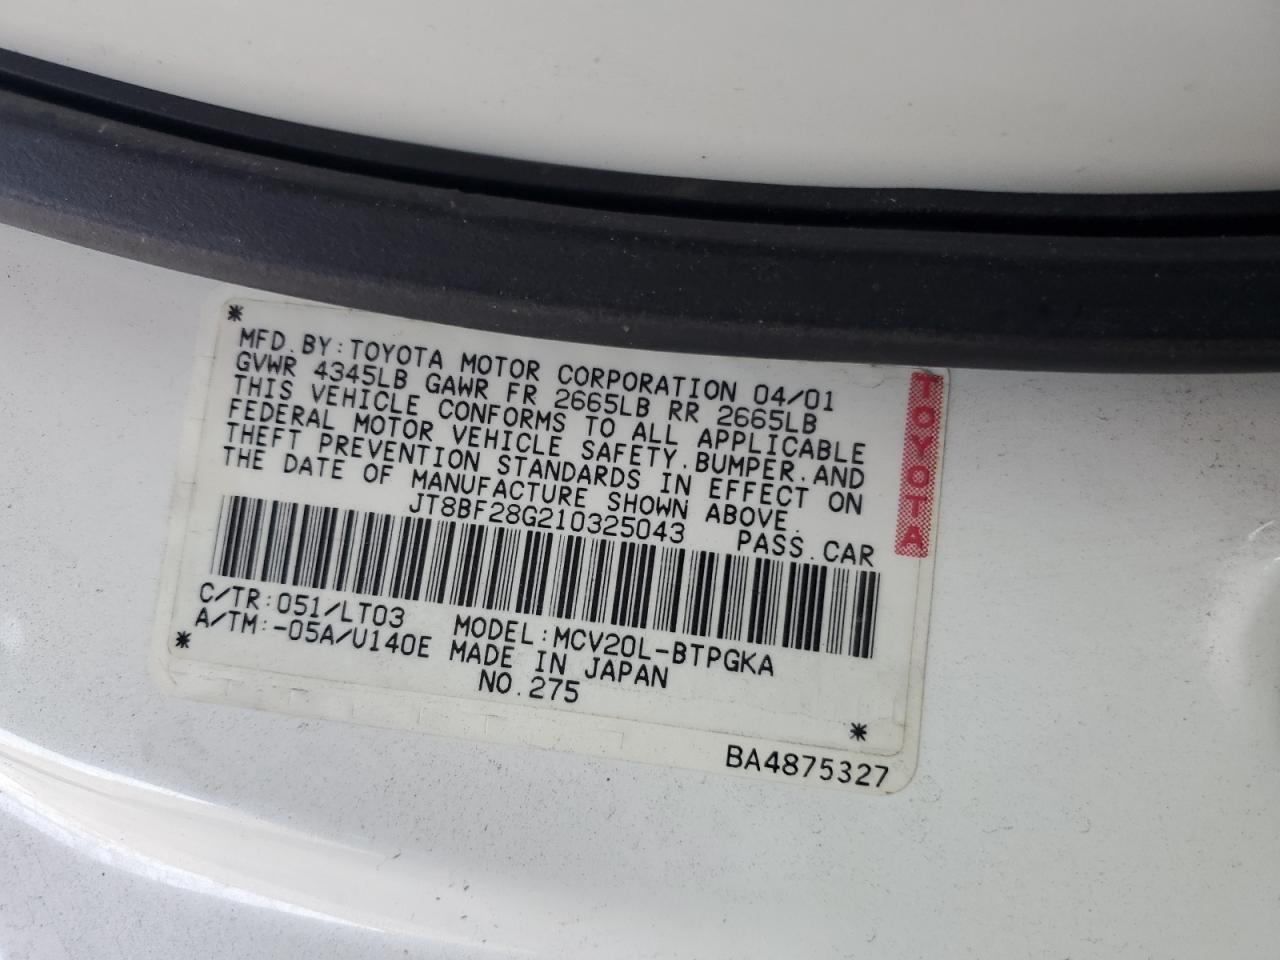 *
MFD.BY:TOYOTA MOTOR CORPORATION 04/01
GVWR 4345LB GAWR FR 2665LB RR 2665LB
THIS VEHICLE CONFORMS TO ALL APPLICABLE
FEDERAL MOTOR VEHICLE SAFETY.BUMPER.AND
THEFT PREVENTION STANDARDS IN EFFECT ON
THE DATE OF MANUFACTURE SHOWN ABOVE.
JT8BF28G210325043 PASS.CAR
C/TR:051/LT03 MODEL:MCV20L-BTPGKA
A/TM:-05A/U140E MADE IN JAPAN
* NO.275 *
BA4875327
TOYOTA